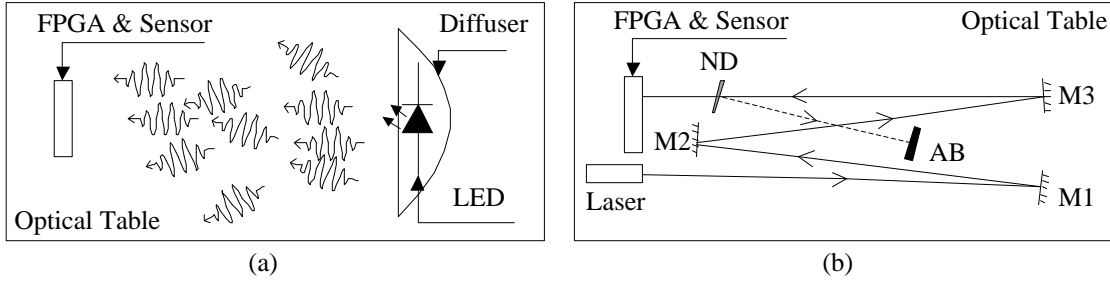 FPGA & Sensor
Diffuser
LED
Optical Table
(a)
FPGA & Sensor
Optical Table
ND
M3
M2
AB
Laser
M1
(b)